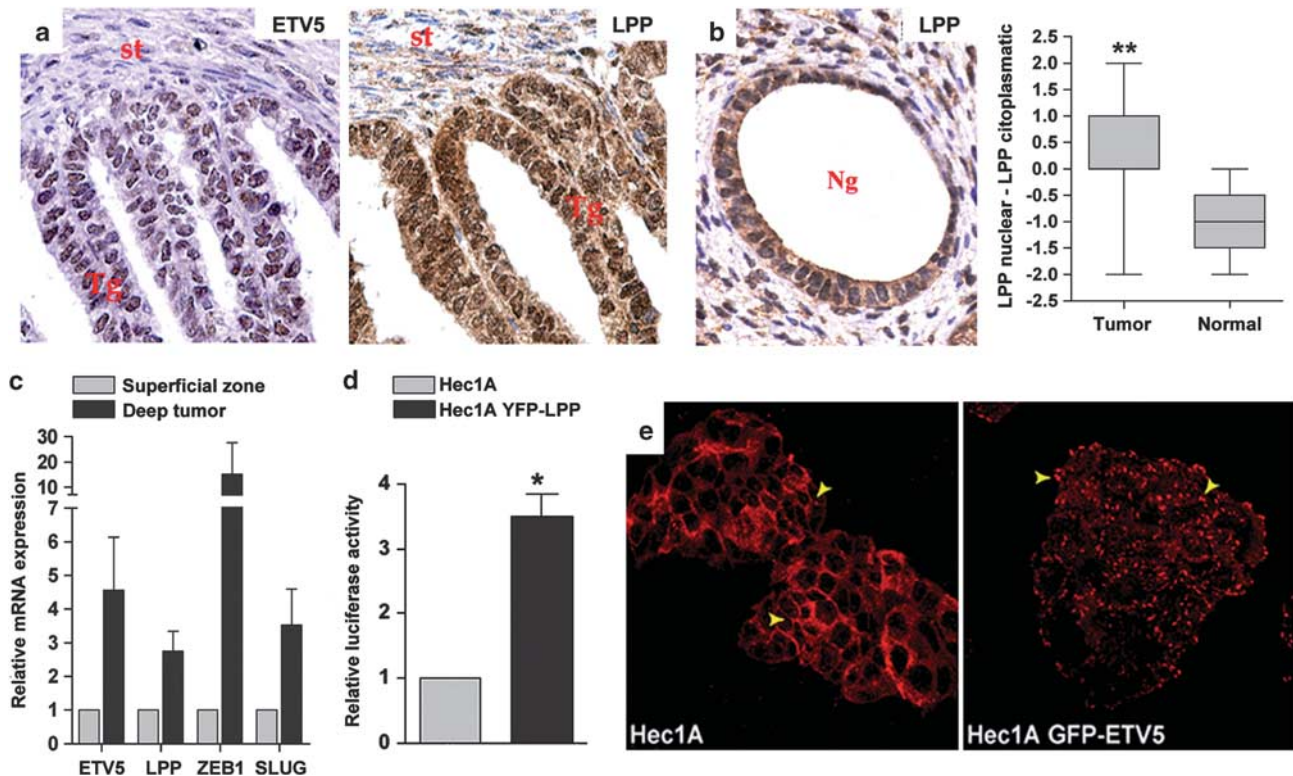 a
ETV5
st
Tg
LPP
st
Tg
b
LPP
Ng
LPP nuclear - LPP citoplasmatic
2.5
2.0
1.5
1.0
0.5
0.0
-0.5
-1.0
-1.5
-2.0
-2.5
**
Tumor Normal
c
Superficial zone
Deep tumor
Relative mRNA expression
30
20
10
7
6
5
4
3
2
1
0
ETV5 LPP ZEB1 SLUG
d
Hec1A
Hec1A YFP-LPP
Relative luciferase activity
4
3
2
1
0
*
e
Hec1A
Hec1A GFP-ETV5